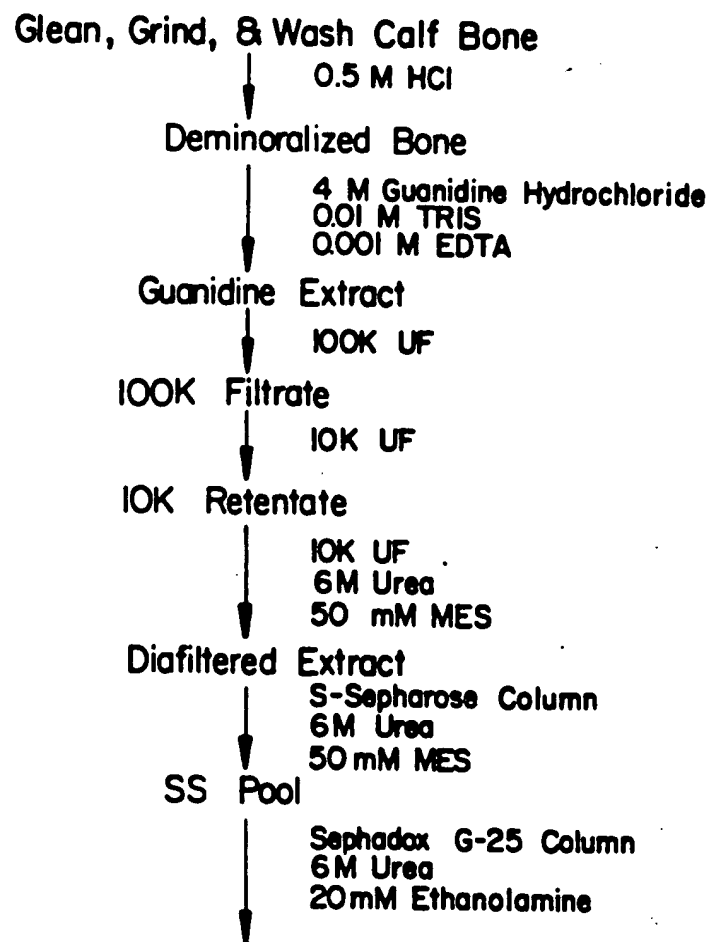 Glean, Grind, & Wash Calf Bone
0.5 M HCl
Deminoralized Bone
4 M Guanidine Hydrochloride
0.01 M TRIS
0.001 M EDTA
Guanidine Extract
100K UF
100K Filtrate
10K UF
10K Retentate
10K UF
6M Urea
50 mM MES
Diafiltered Extract
S-Sepharose Column
6M Urea
50mM MES
SS Pool
Sephadox G-25 Column
6M Urea
20mM Ethanolamine